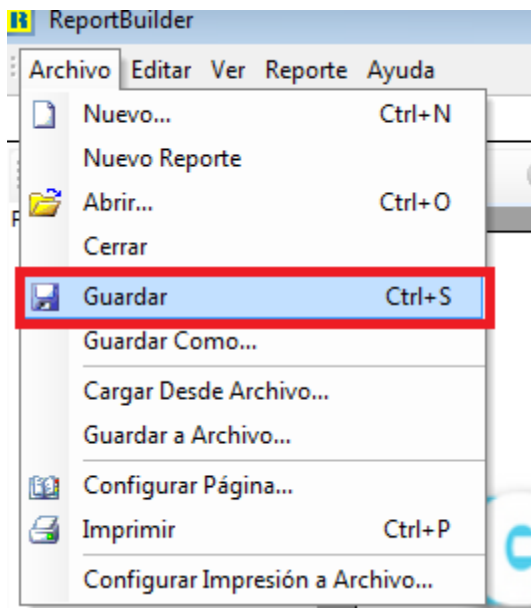 ReportBuilder
Archivo Editar Ver Reporte Ayuda
Nuevo... Ctrl+N
Nuevo Reporte
Abrir... Ctrl+O
Cerrar
Guardar Ctrl+S
Guardar Como...
Cargar Desde Archivo...
Guardar a Archivo...
Configurar Página...
Imprimir Ctrl+P
Configurar Impresión a Archivo...